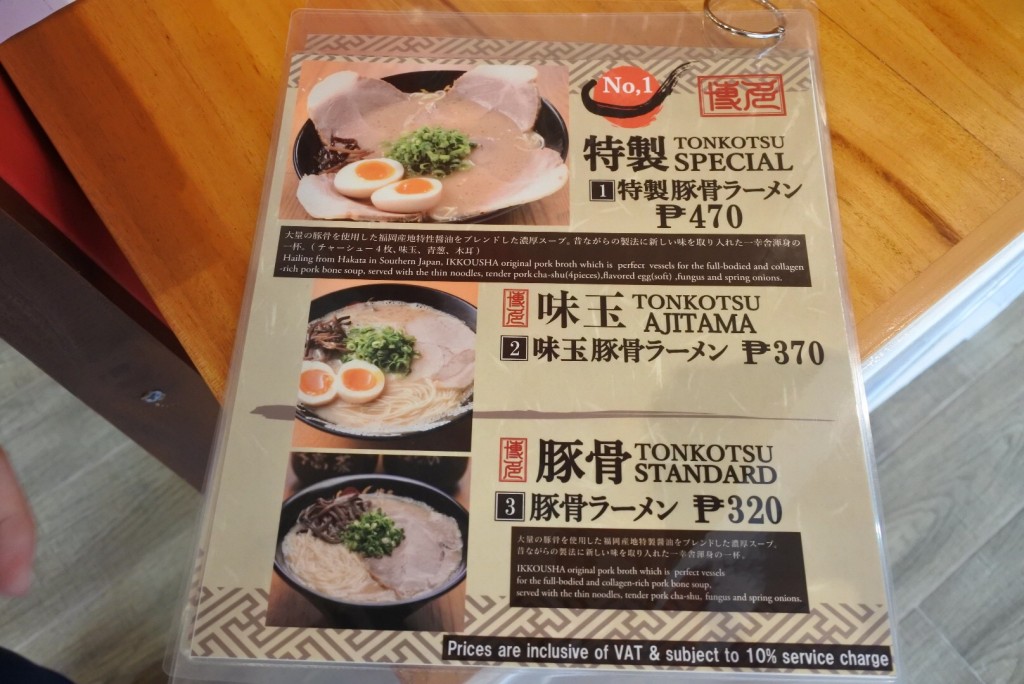 No,1
博多
特製 TONKOTSU SPECIAL
1 特製豚骨ラーメン
₱470
大量の豚骨を使用した福岡産地特性醤油をブレンドした濃厚スープ。昔ながらの製法に新しい味を取り入れた一幸舎渾身の
一杯。(チャーシュー4枚、味玉、青葱、木耳)
Hailing from Hakata in Southern Japan, IKKOUSHA original pork broth which is perfect vessels for the full-bodied and collagen
-rich pork bone soup, served with the thin noodles, tender pork cha-shu(4pieces),flavored egg(soft) ,fungus and spring onions.
博多
味玉 TONKOTSU AJITAMA
2 味玉豚骨ラーメン ₱370
博多
豚骨 TONKOTSU STANDARD
3 豚骨ラーメン ₱320
大量の豚骨を使用した福岡産地特製醤油をブレンドした濃厚スープ。
昔ながらの製法に新しい味を取り入れた一幸舎渾身の一杯。
IKKOUSHA original pork broth which is perfect vessels
for the full-bodied and collagen-rich pork bone soup,
served with the thin noodles, tender pork cha-shu, fungus and spring onions.
Prices are inclusive of VAT & subject to 10% service charge